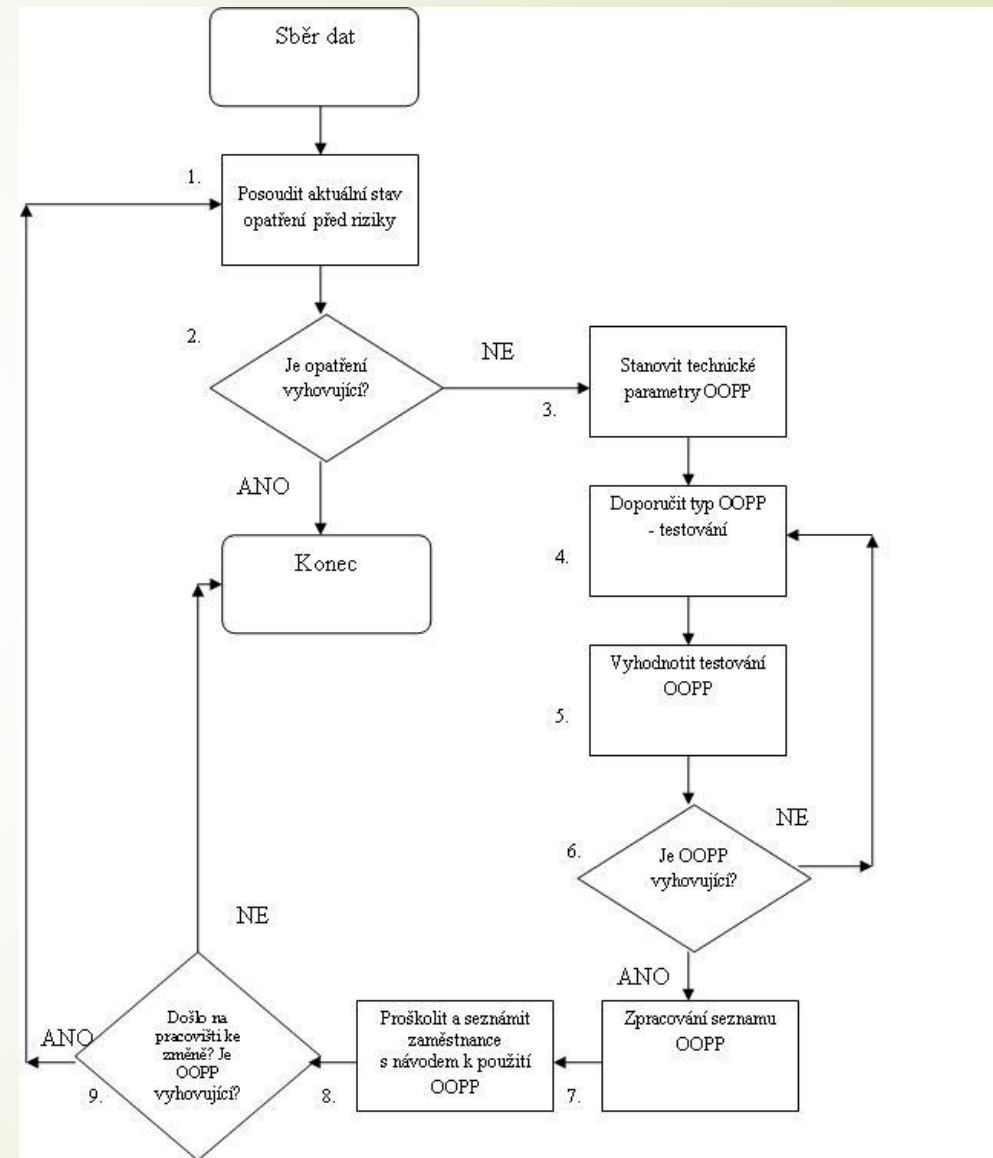 Sběr dat
1.
Posoudit aktuální stav
opatření před riziky
2.
Je opatření
vyhovující?
NE
3.
Stanovit technické
parametry OOPP
ANO
Konec
4.
Doporučit typ OOPP
- testování
5.
Vyhodnotit testování
OOPP
6.
Je OOPP
vyhovující?
NE
ANO
7.
Zpracování seznamu
OOPP
8.
Proškolit a seznámit
zaměstnance
s návodem k použití
OOPP
9.
Došlo na
pracovišti ke
změně? Je
OOPP
vyhovující?
NE
ANO